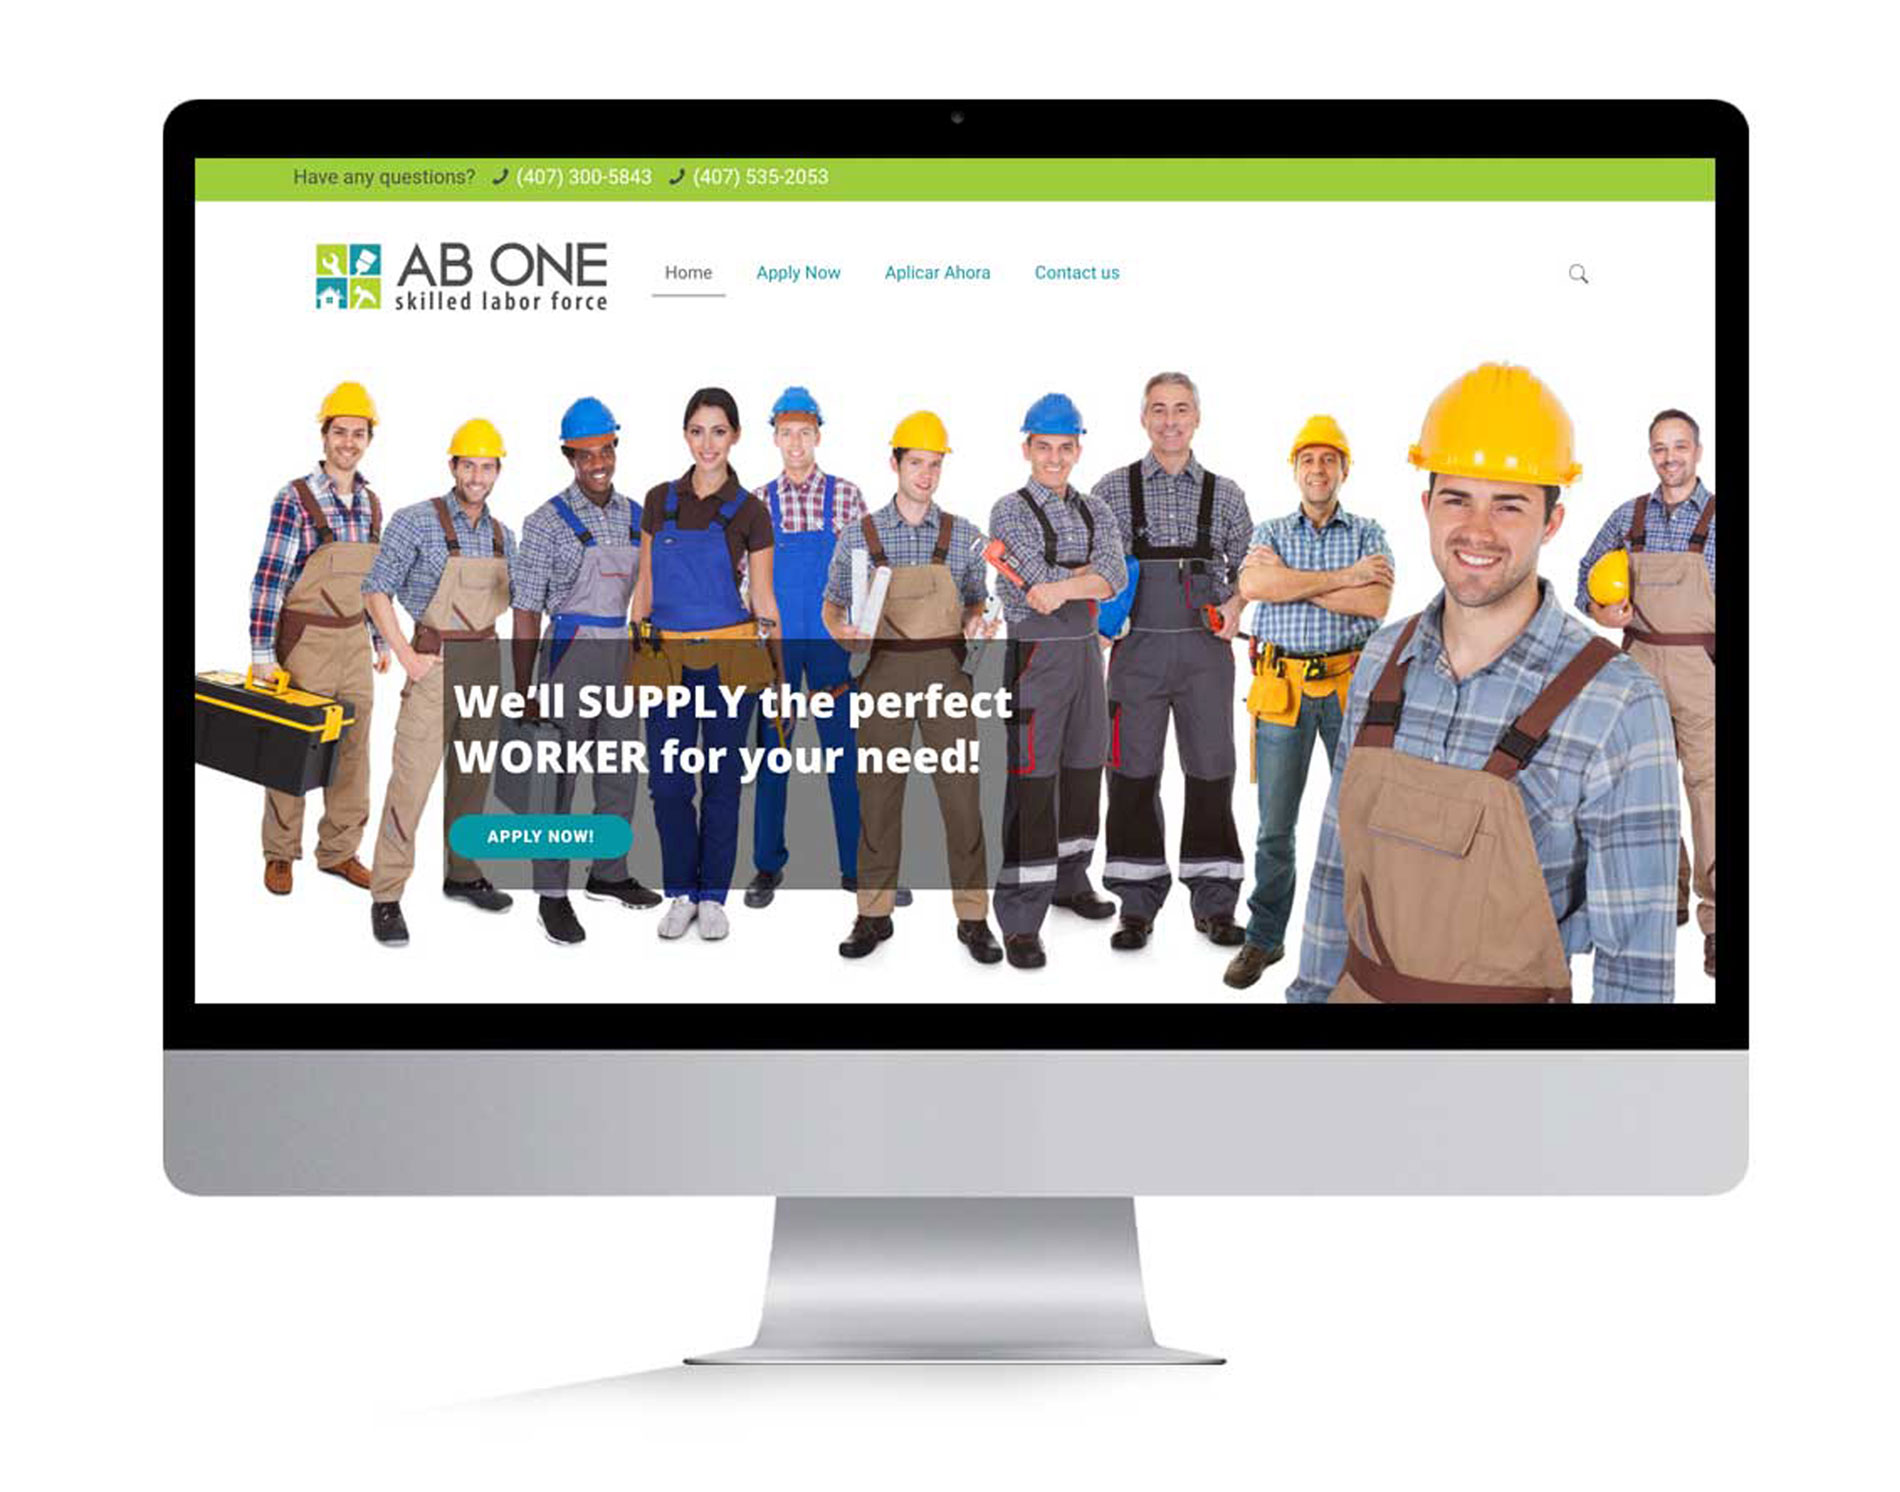 Have any questions? (407) 300-5843 (407) 535-2053
AB ONE
skilled labor force
Home Apply Now Aplicar Ahora Contact us
We'll SUPPLY the perfect
WORKER for your need!
APPLY NOW!